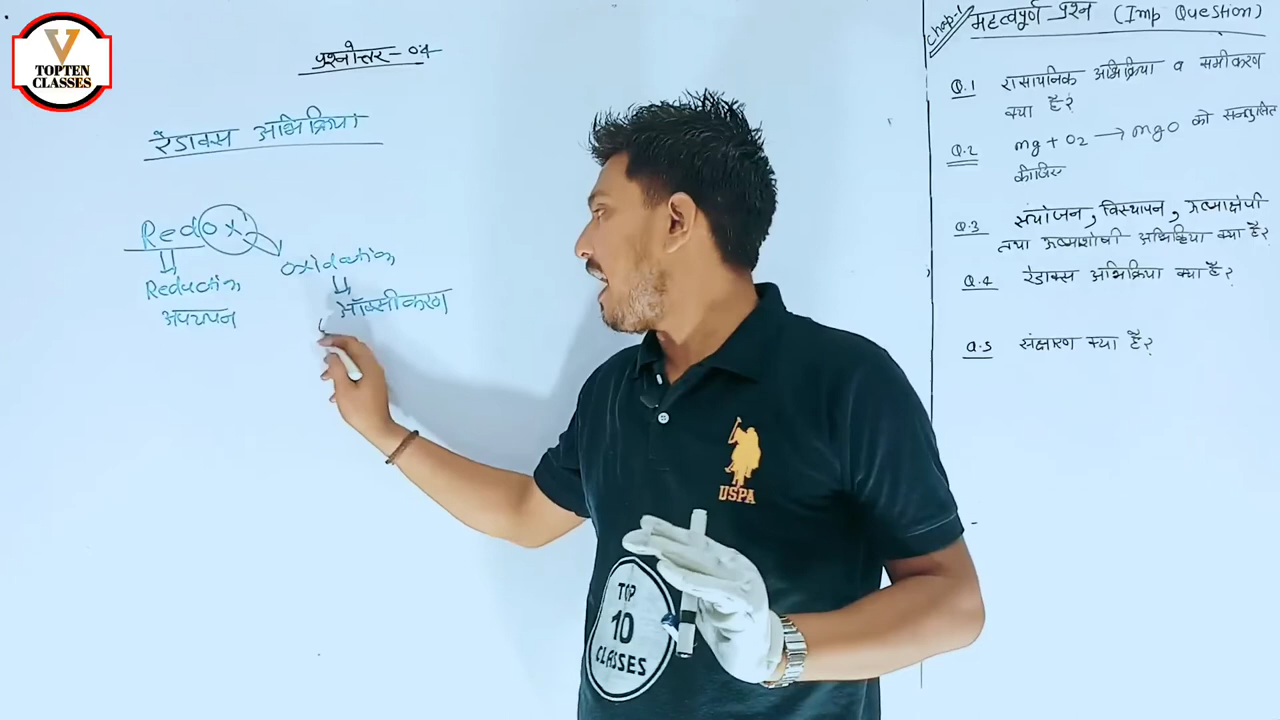 V
TOPTEN
CLASSES
प्रश्नोत्तर - 04
रेडाक्स अभिक्रिया
Redox
Reduction
अपचयन
oxidation
ऑक्सीकरण
Chap-1
महत्वपूर्ण प्रश्न (Imp Question)
Q.1 रासायनिक अभिक्रिया व समीकरण
क्या है?
Q.2 mg + O2 → mgO को सन्तुलित
कीजिए
Q.3 संयोजन, विस्थापन, ऊष्माक्षेपी
तथा ऊष्माशोषी अभिक्रिया क्या है?
Q.4 रेडाक्स अभिक्रिया क्या है?
Q.5 संक्षारण क्या है?
USPA
TOP
10
CLASSES